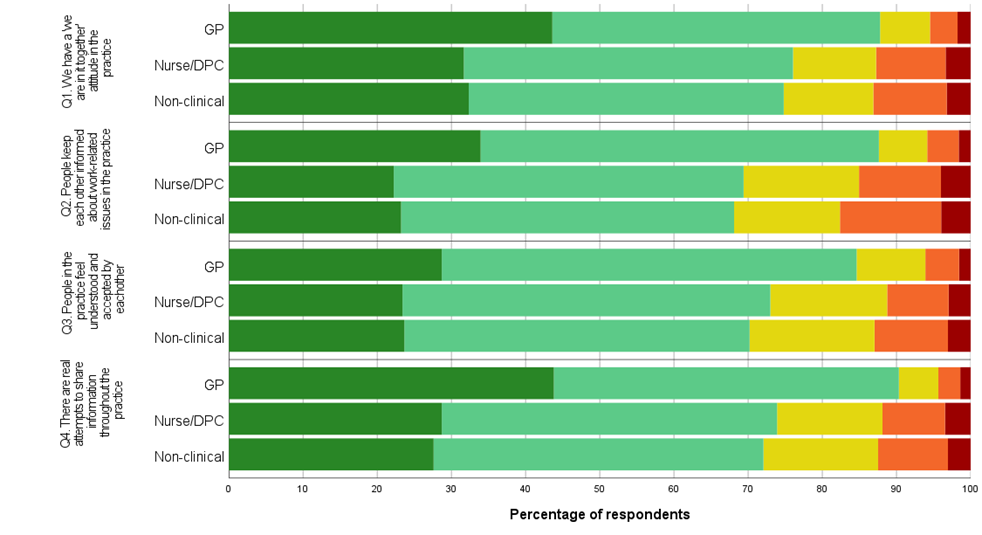 Q1. We have a 'We
are in it together'
attitude in the
practice
GP
Nurse/DPC
Non-clinical
Q2. People keep
each other informed
about work-related
issues in the practice
GP
Nurse/DPC
Non-clinical
Q3. People in the
practice feel
understood and
accepted by
eachother
GP
Nurse/DPC
Non-clinical
Q4. There are real
attempts to share
information
throughout the
practice
GP
Nurse/DPC
Non-clinical
0 10 20 30 40 50 60 70 80 90 100
Percentage of respondents